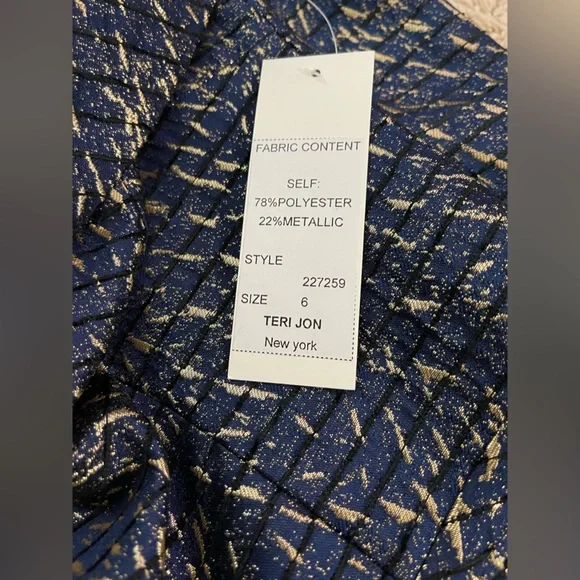 FABRIC CONTENT
SELF:
78%POLYESTER
22%METALLIC
STYLE
227259
SIZE 6
TERI JON
New york